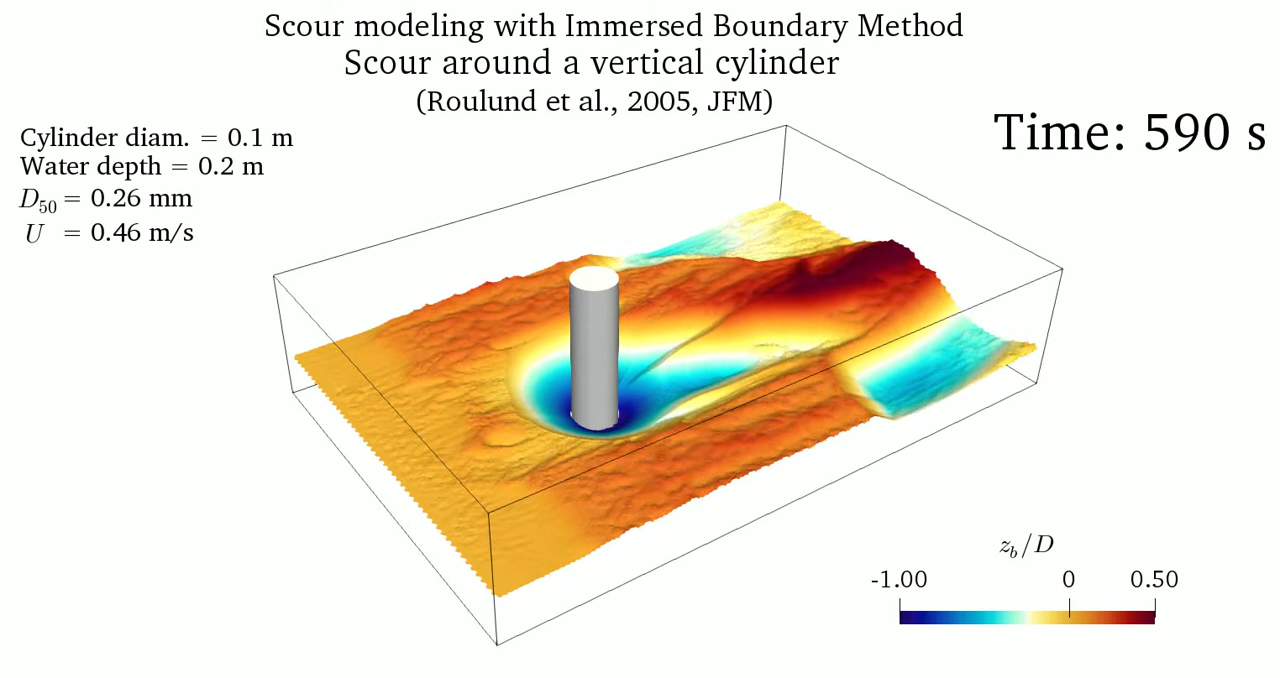 Scour modeling with Immersed Boundary Method
Scour around a vertical cylinder
(Roulund et al., 2005, JFM)
Time: 590 s
Cylinder diam. = 0.1 m
Water depth = 0.2 m
D₅₀ = 0.26 mm
U = 0.46 m/s
z_b/D
-1.00 0 0.50